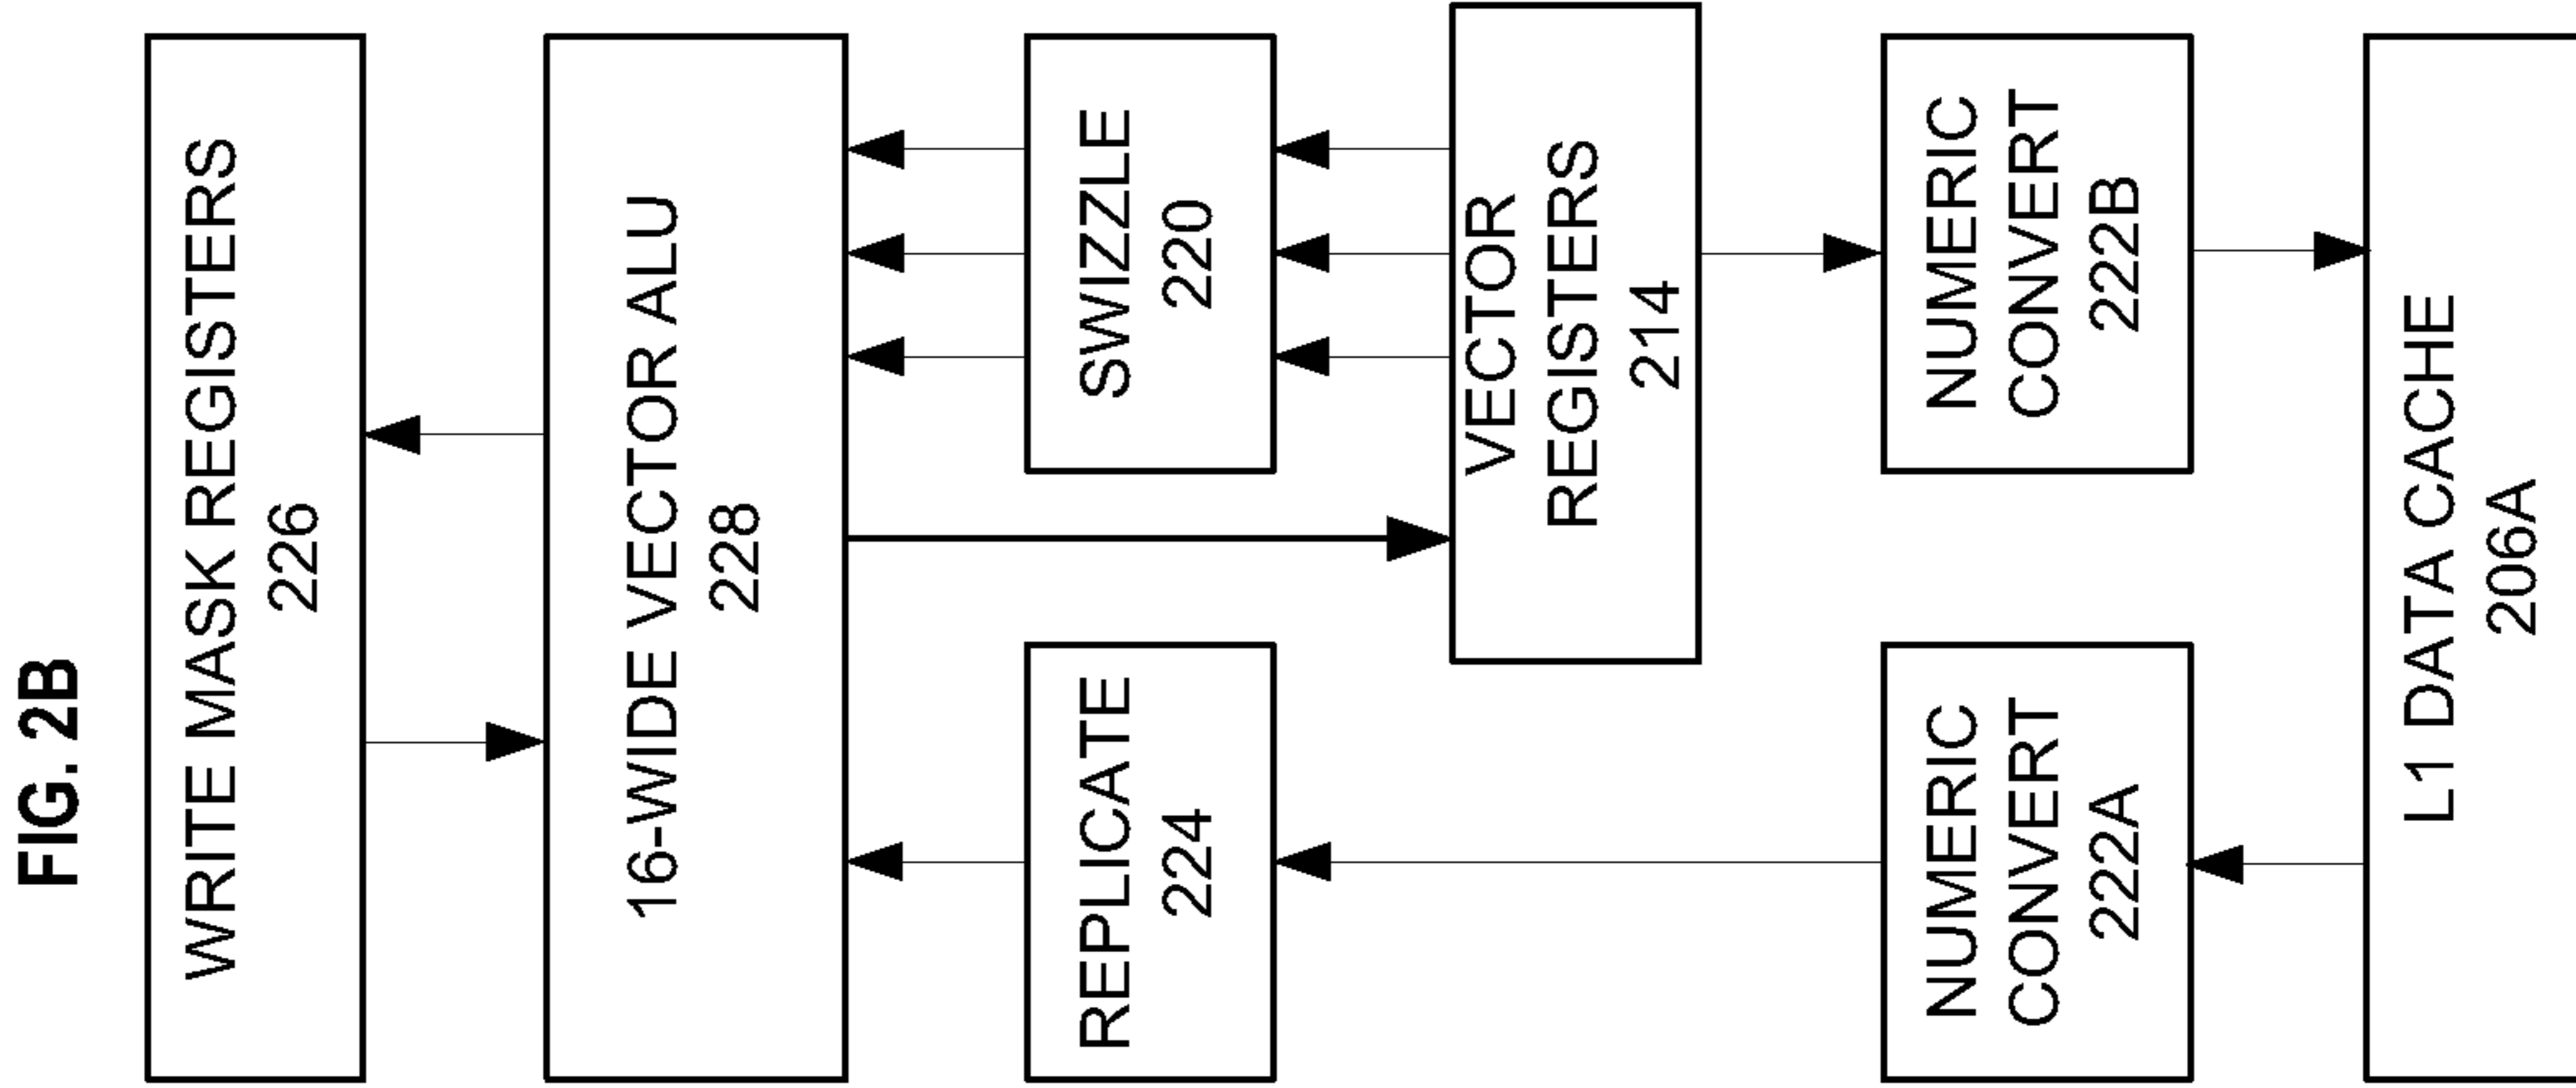 FIG. 2B
WRITE MASK REGISTERS
226
16-WIDE VECTOR ALU
228
REPLICATE
224
SWIZZLE
220
VECTOR
REGISTERS
214
NUMERIC
CONVERT
222A
NUMERIC
CONVERT
222B
L1 DATA CACHE
206A